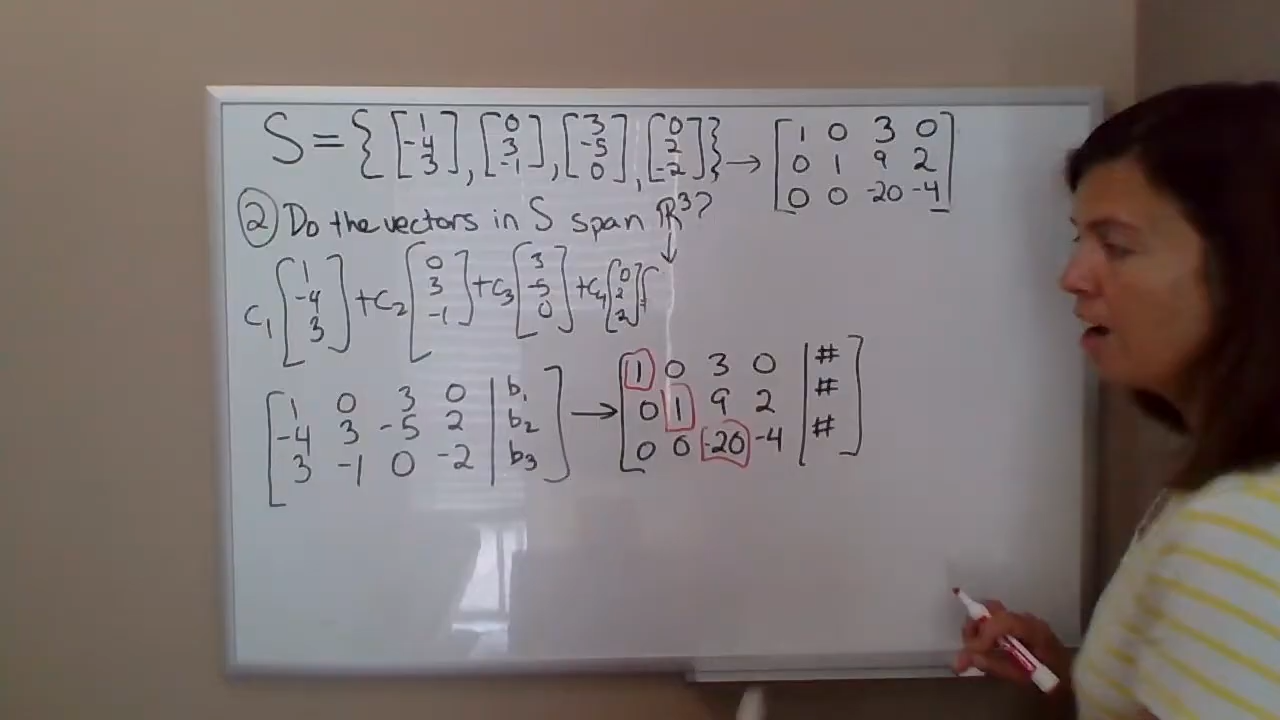 S = { [1 -4 3], [0 3 -1], [3 -5 0], [0 2 -2] } → [1 0 3 0
0 1 9 2
0 0 -20 -4]
② Do the vectors in S span ℝ³?
c₁ [1 -4 3] + c₂ [0 3 -1] + c₃ [3 -5 0] + c₄ [0 2 2]
[1 0 3 0 | b₁
-4 3 -5 2 | b₂
3 -1 0 -2 | b₃]
→ [1 0 3 0 | #
0 1 9 2 | #
0 0 -20 -4 | #]